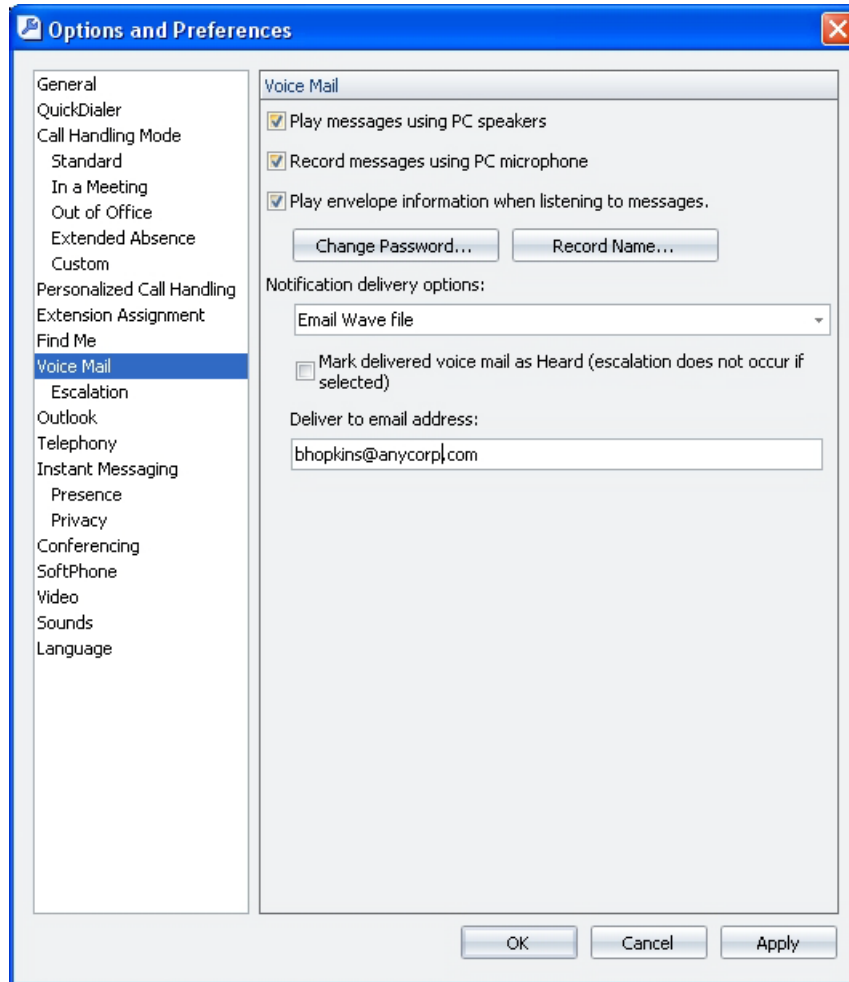 Options and Preferences
General
QuickDialer
Call Handling Mode
Standard
In a Meeting
Out of Office
Extended Absence
Custom
Personalized Call Handling
Extension Assignment
Find Me
Voice Mail
Escalation
Outlook
Telephony
Instant Messaging
Presence
Privacy
Conferencing
SoftPhone
Video
Sounds
Language
Voice Mail
Play messages using PC speakers
Record messages using PC microphone
Play envelope information when listening to messages.
Change Password... Record Name...
Notification delivery options:
Email Wave file
Mark delivered voice mail as Heard (escalation does not occur if
selected)
Deliver to email address:
bhopkins@anycorp.com
OK Cancel Apply